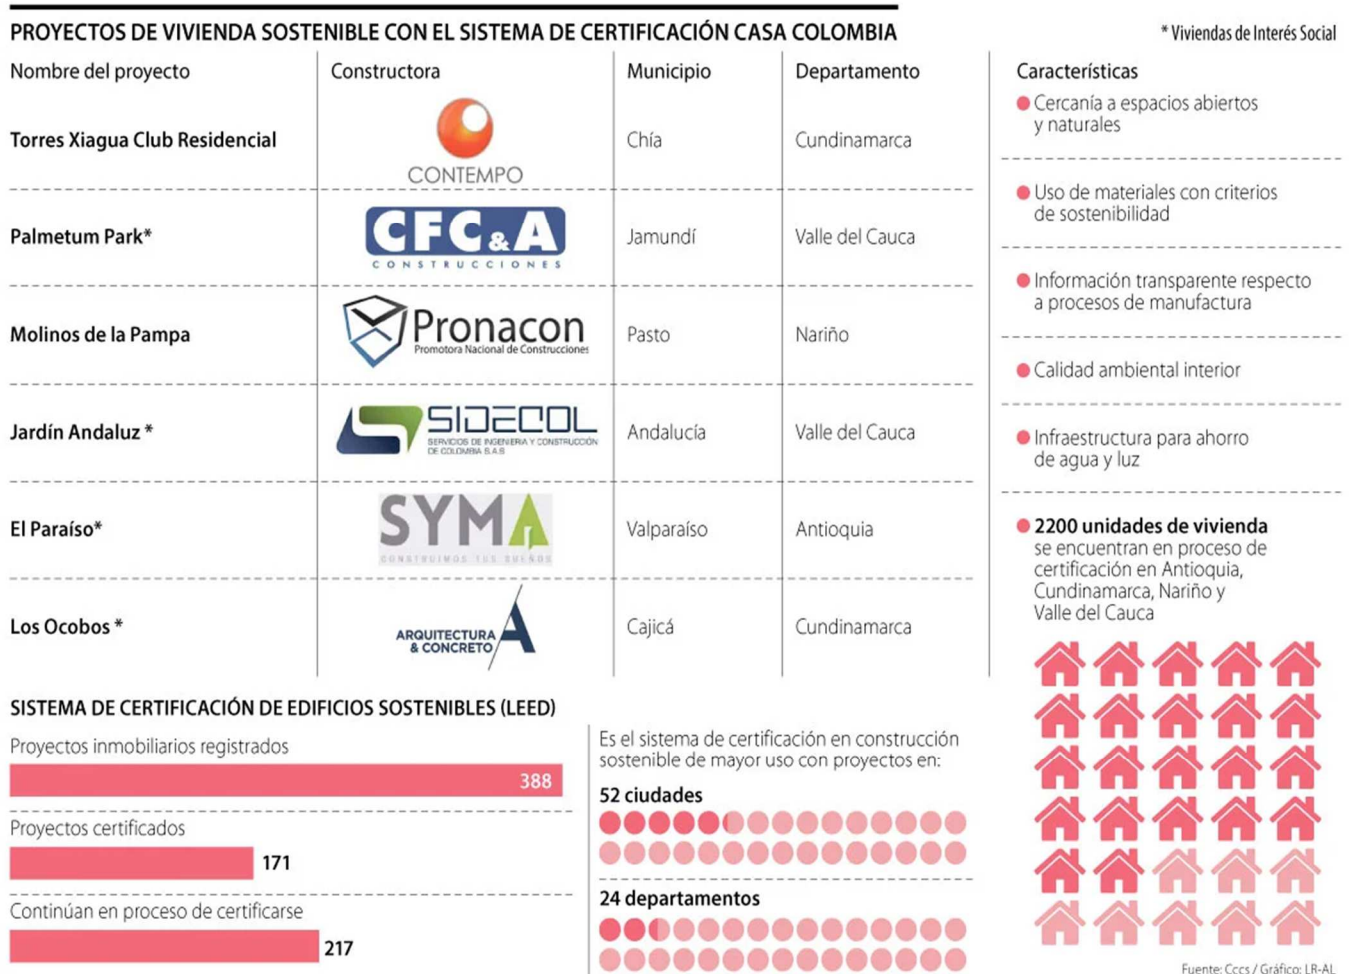 PROYECTOS DE VIVIENDA SOSTENIBLE CON EL SISTEMA DE CERTIFICACIÓN CASA COLOMBIA
* Viviendas de Interés Social
Nombre del proyecto
Constructora
Municipio
Departamento
Torres Xiagua Club Residencial
CONTEMPO
Chía
Cundinamarca
Palmetum Park*
CFC&A
CONSTRUCCIONES
Jamundí
Valle del Cauca
Molinos de la Pampa
Pronacon
Promotora Nacional de Construcciones
Pasto
Nariño
Jardín Andaluz *
SIDECOL
SERVICIOS DE INGENIERIA Y CONSTRUCCIÓN
DE COLOMBIA S.A.S
Andalucía
Valle del Cauca
El Paraíso*
SYMA
CONSTRUIMOS TUS SUEÑOS
Valparaíso
Antioquia
Los Ocobos *
ARQUITECTURA
& CONCRETO
A
Cajicá
Cundinamarca
Características
Cercanía a espacios abiertos
y naturales
Uso de materiales con criterios
de sostenibilidad
Información transparente respecto
a procesos de manufactura
Calidad ambiental interior
Infraestructura para ahorro
de agua y luz
2200 unidades de vivienda
se encuentran en proceso de
certificación en Antioquia,
Cundinamarca, Nariño y
Valle del Cauca
SISTEMA DE CERTIFICACIÓN DE EDIFICIOS SOSTENIBLES (LEED)
Proyectos inmobiliarios registrados
388
Proyectos certificados
171
Continúan en proceso de certificarse
217
Es el sistema de certificación en construcción
sostenible de mayor uso con proyectos en:
52 ciudades
24 departamentos
Fuente: Cccs / Gráfico: LR-AL